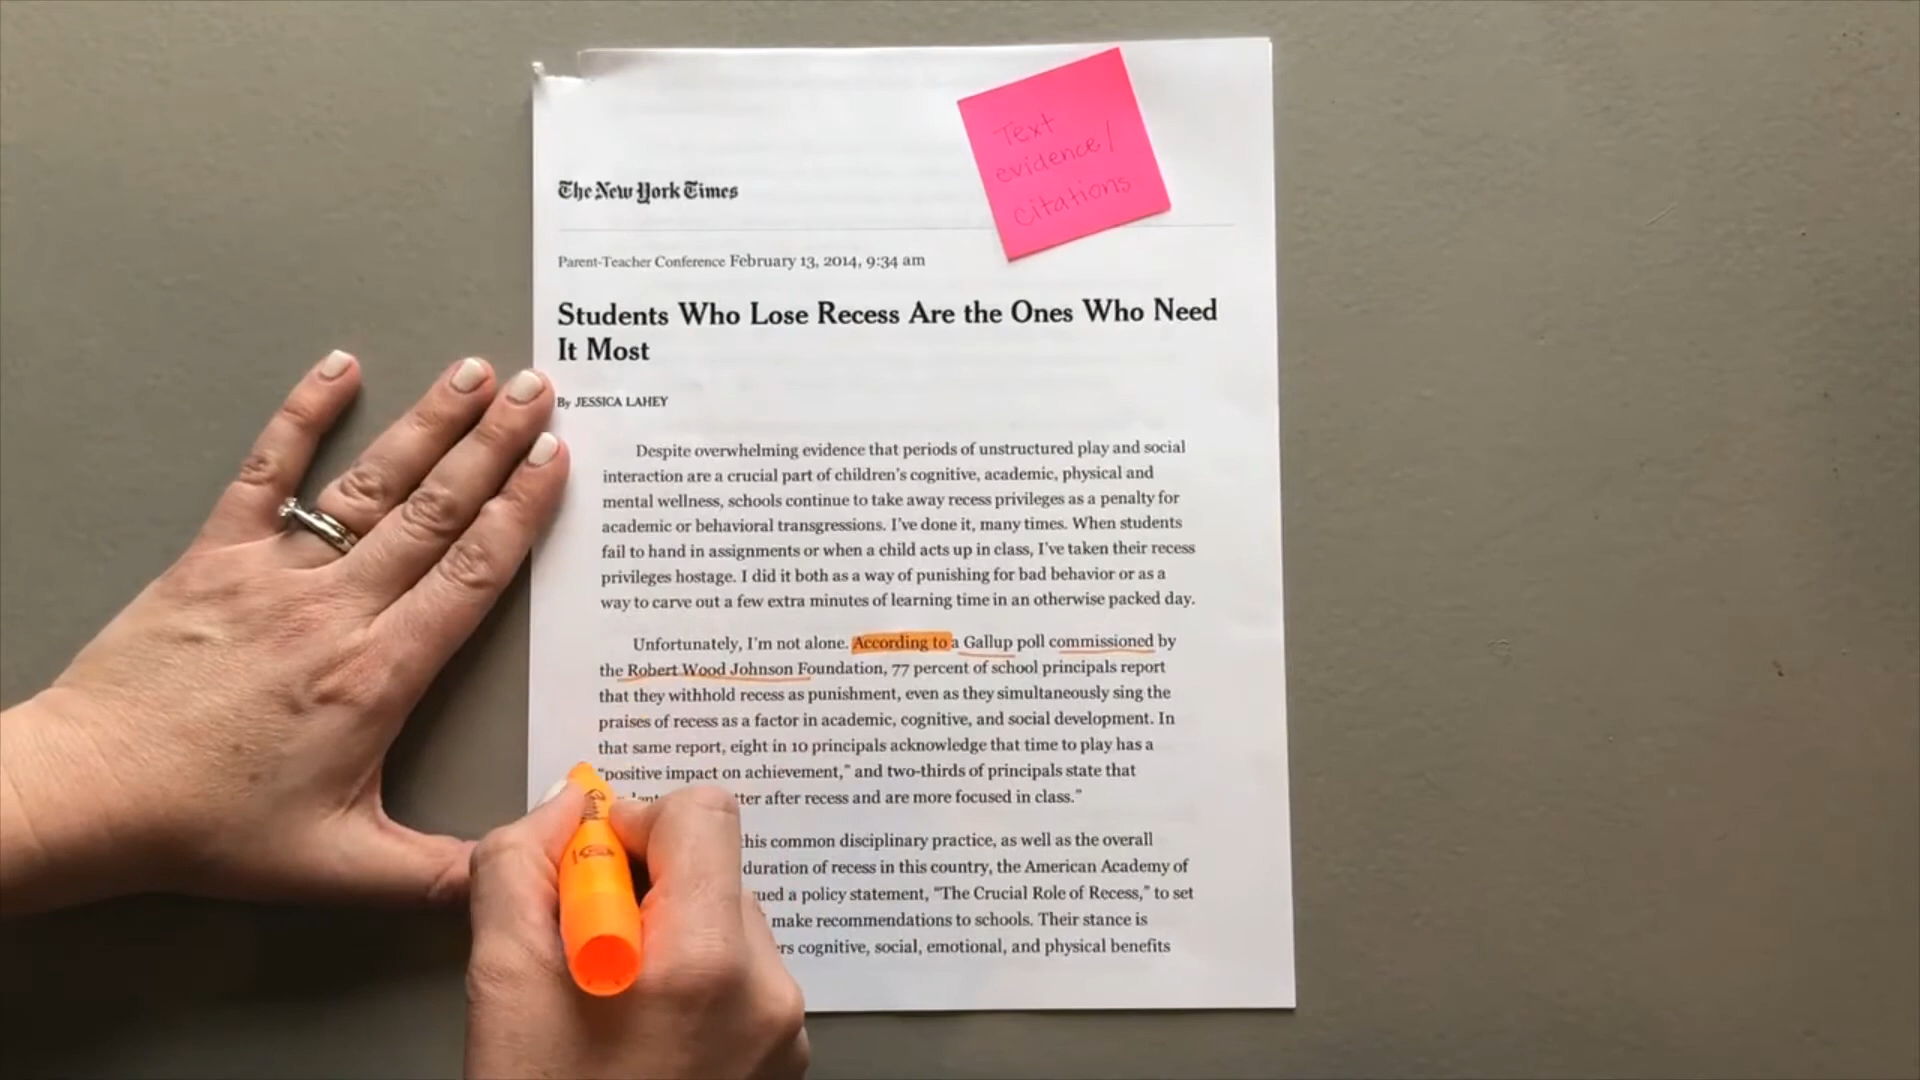 Text
evidence/
citations
The New York Times
Parent-Teacher Conference February 13, 2014, 9:34 am
Students Who Lose Recess Are the Ones Who Need
It Most
By JESSICA LAHEY
Despite overwhelming evidence that periods of unstructured play and social
interaction are a crucial part of children's cognitive, academic, physical and
mental wellness, schools continue to take away recess privileges as a penalty for
academic or behavioral transgressions. I've done it, many times. When students
fail to hand in assignments or when a child acts up in class, I've taken their recess
privileges hostage. I did it both as a way of punishing for bad behavior or as a
way to carve out a few extra minutes of learning time in an otherwise packed day.
Unfortunately, I'm not alone. According to a Gallup poll commissioned by
the Robert Wood Johnson Foundation, 77 percent of school principals report
that they withhold recess as punishment, even as they simultaneously sing the
praises of recess as a factor in academic, cognitive, and social development. In
that same report, eight in 10 principals acknowledge that time to play has a
"positive impact on achievement," and two-thirds of principals state that
after recess and are more focused in class."
this common disciplinary practice, as well as the overall
duration of recess in this country, the American Academy of
a policy statement, "The Crucial Role of Recess," to set
make recommendations to schools. Their stance is
cognitive, social, emotional, and physical benefits